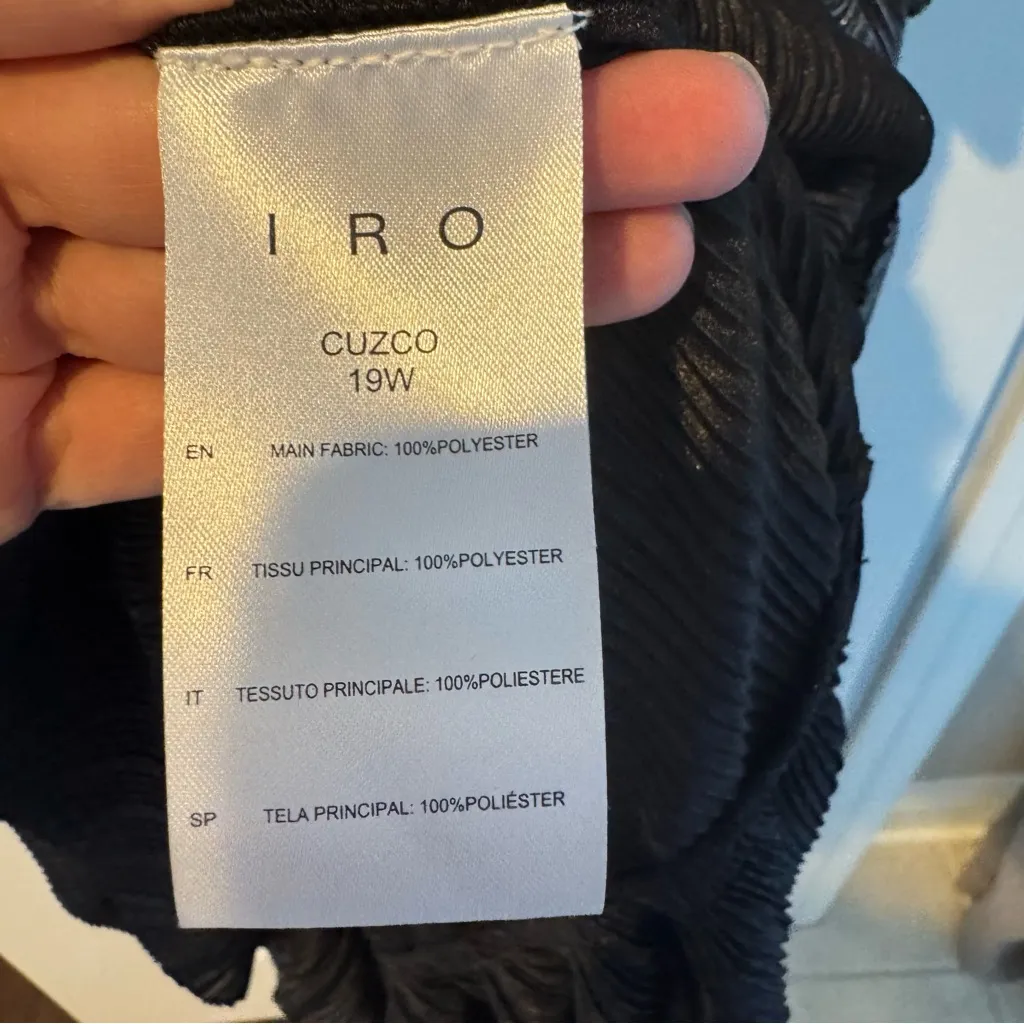 IRO
CUZCO
19W
EN MAIN FABRIC: 100%POLYESTER
FR TISSU PRINCIPAL: 100%POLYESTER
IT TESSUTO PRINCIPALE: 100%POLIESTERE
SP TELA PRINCIPAL: 100%POLIÉSTER